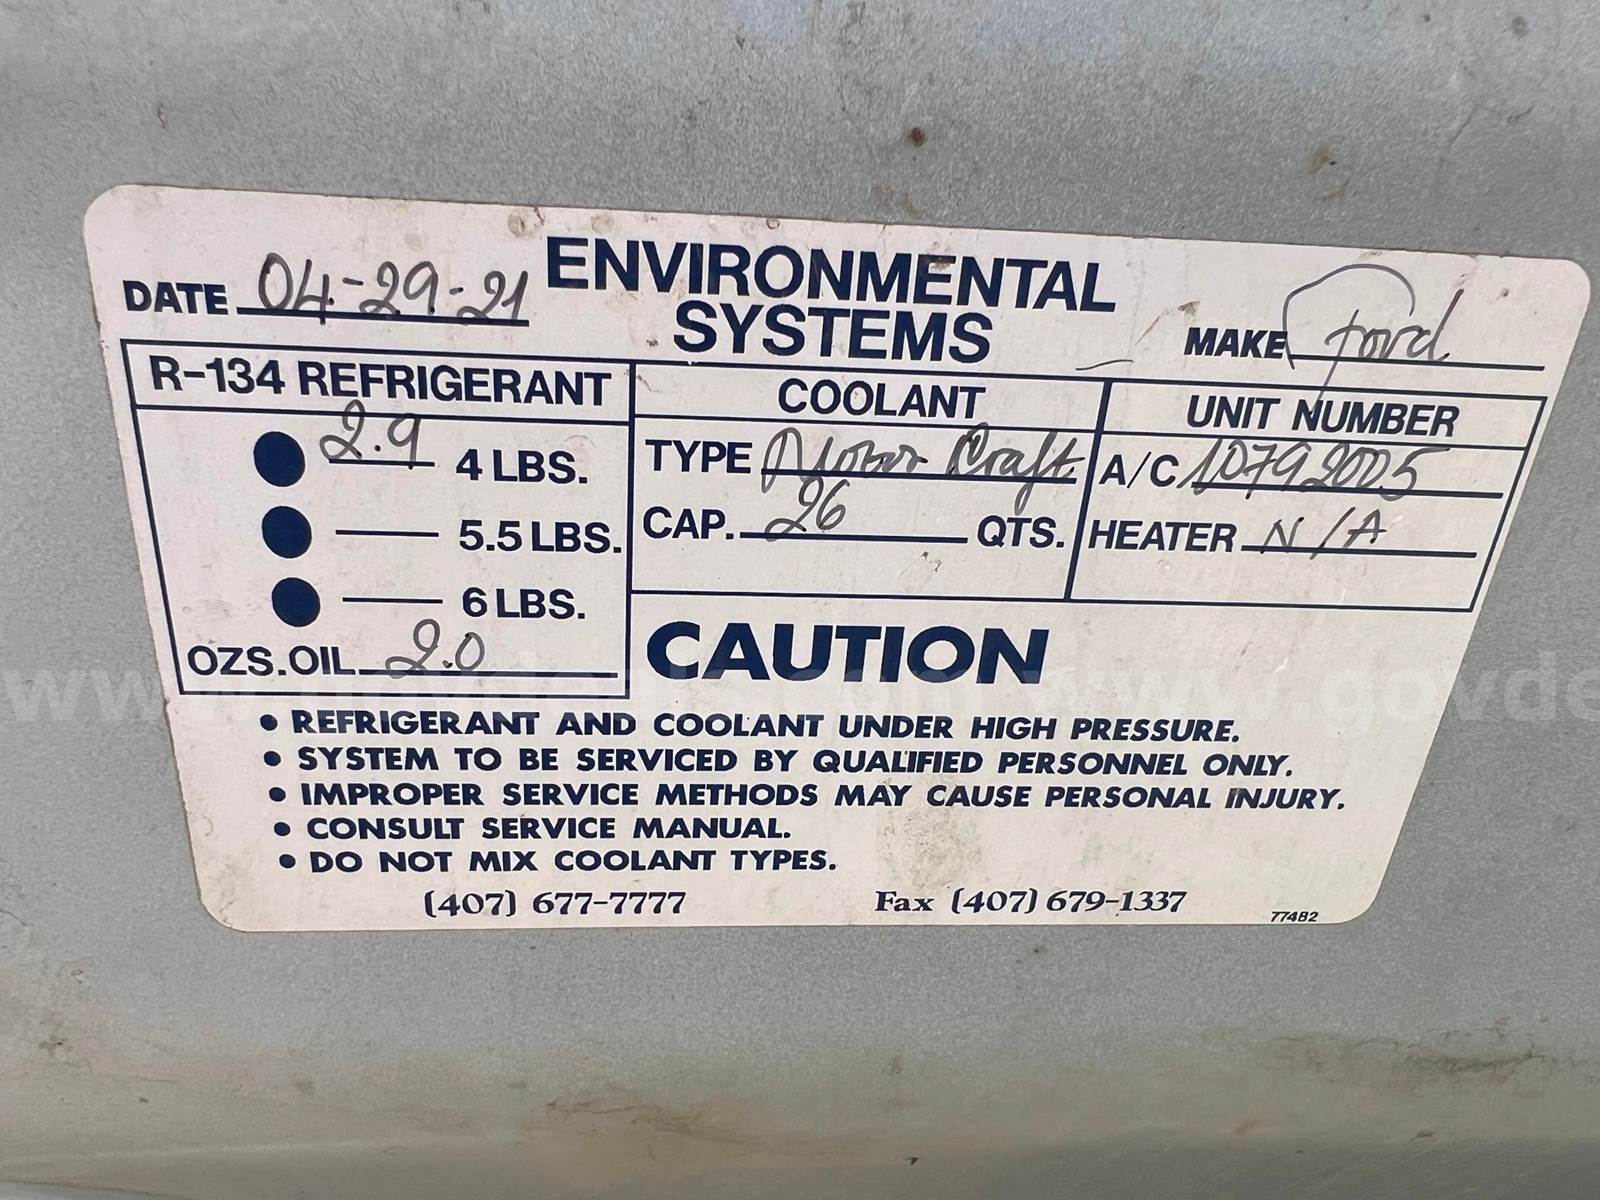 ENVIRONMENTAL
SYSTEMS
DATE 04-29-21
MAKE Ford
R-134 REFRIGERANT
2.9 4 LBS.
5.5 LBS.
6 LBS.
OZS. OIL 2.0
COOLANT
TYPE Motor Craft
CAP. 26 QTS.
UNIT NUMBER
A/C 10792005
HEATER N/A
CAUTION
• REFRIGERANT AND COOLANT UNDER HIGH PRESSURE.
• SYSTEM TO BE SERVICED BY QUALIFIED PERSONNEL ONLY.
• IMPROPER SERVICE METHODS MAY CAUSE PERSONAL INJURY.
• CONSULT SERVICE MANUAL.
• DO NOT MIX COOLANT TYPES.
(407) 677-7777 Fax (407) 679-1337
77482